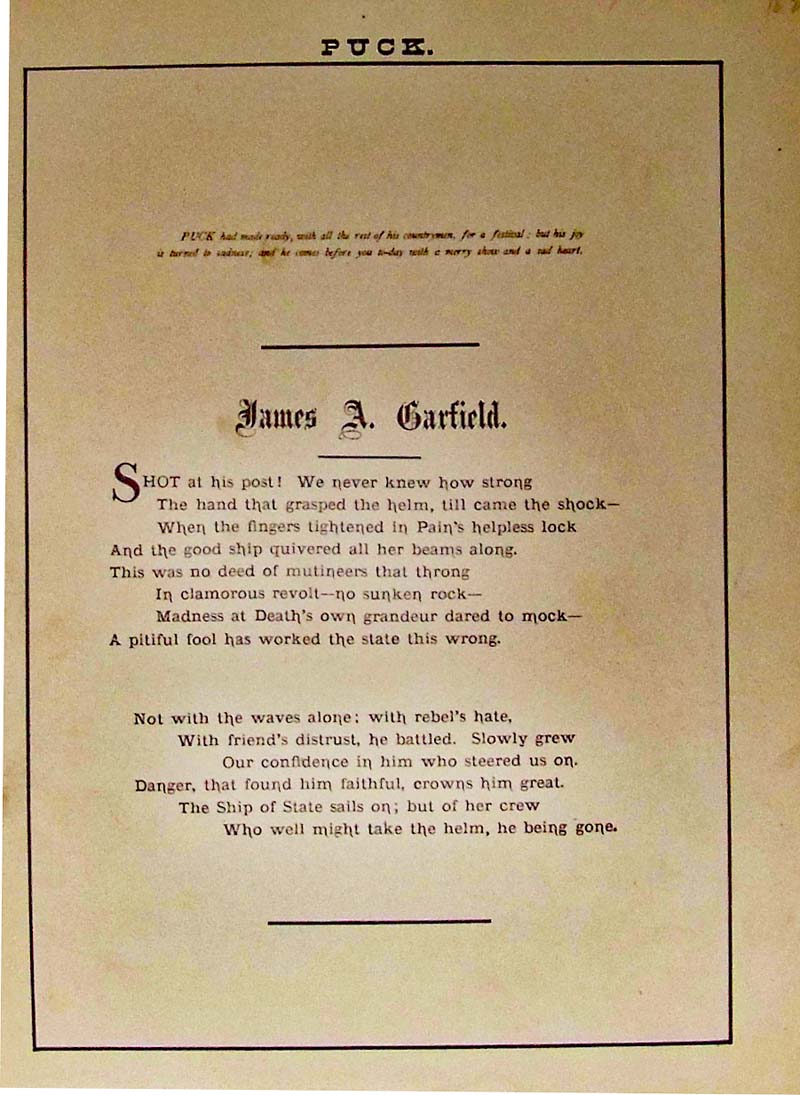 PUCK.
PUCK had made ready, with all the rest of his countrymen, for a festival; but his joy
is turned to sadness; and he comes before you to-day with a merry show and a sad heart.
James A. Garfield.
SHOT at his post! We never knew how strong
The hand that grasped the helm, till came the shock—
When the fingers tightened in Pain's helpless lock
And the good ship quivered all her beams along.
This was no deed of mutineers that throng
In clamorous revolt—no sunken rock—
Madness at Death's own grandeur dared to mock—
A pitiful fool has worked the state this wrong.
Not with the waves alone; with rebel's hate,
With friend's distrust, he battled. Slowly grew
Our confidence in him who steered us on.
Danger, that found him faithful, crowns him great.
The Ship of State sails on; but of her crew
Who well might take the helm, he being gone.